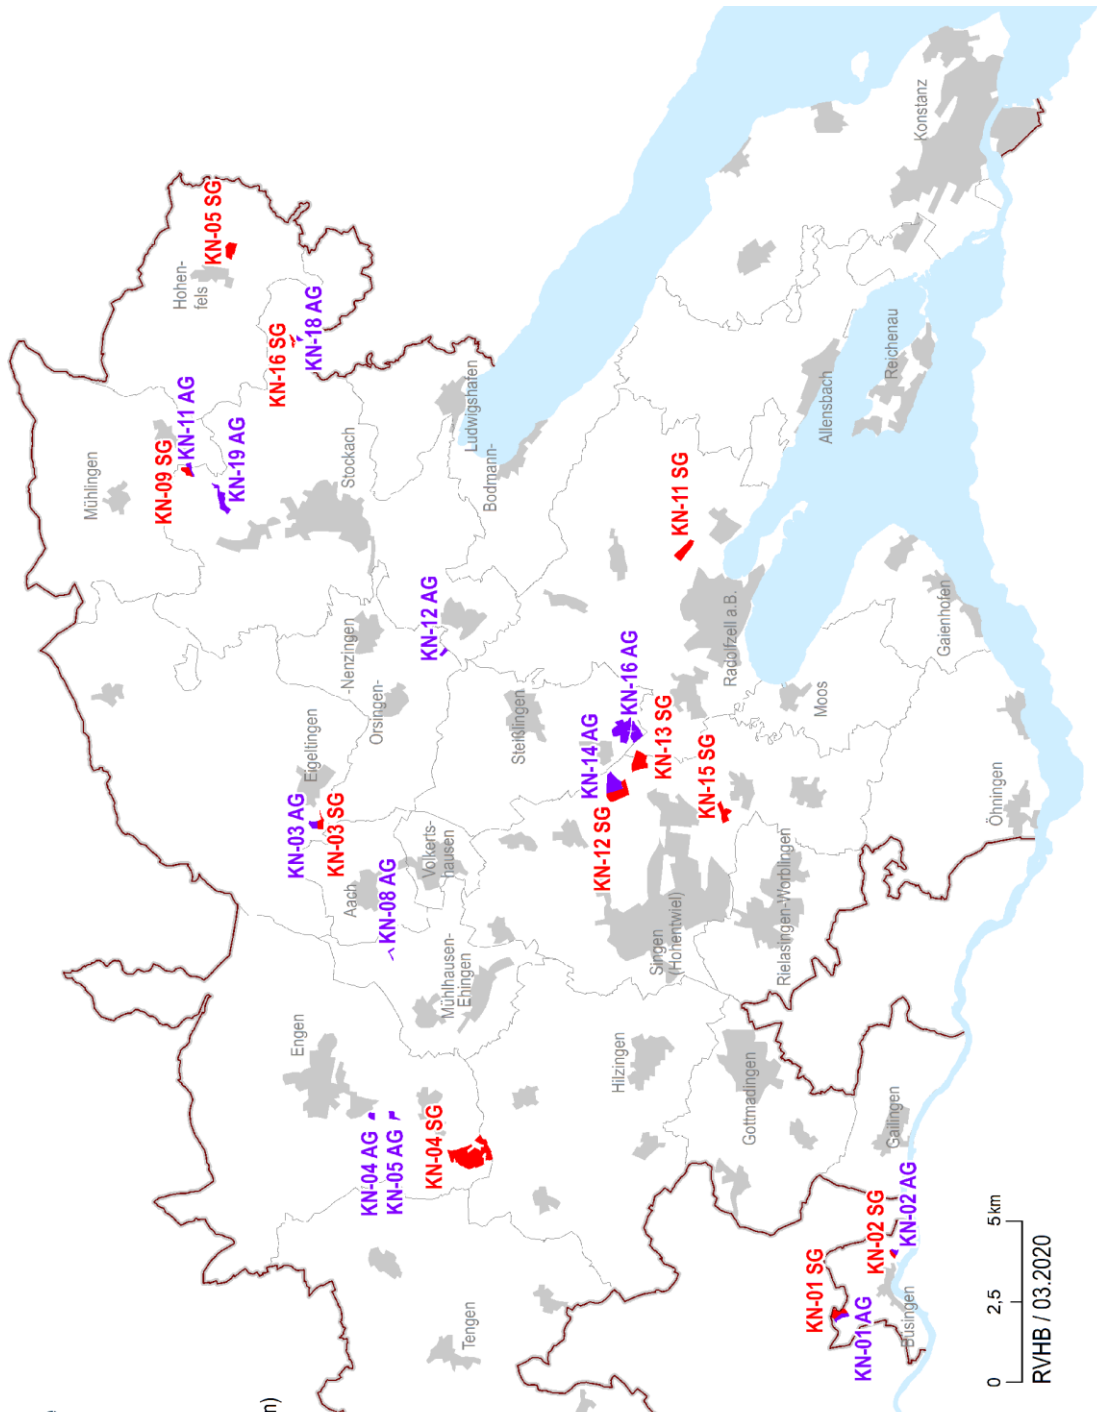 Konstanz
KN-05 SG
Hohen-
fels
KN-16 SG
KN-18 AG
KN-11 AG
KN-09 SG
KN-19 AG
Mühlingen
Stockach
Ludwigshafen
Bodmann-
Reichenau
Allensbach
KN-11 SG
KN-12 AG
-Nenzingen
Orsingen-
Radolfzell a.B.
Gaienhofen
Moos
Eigeltingen
Steißlingen
KN-16 AG
KN-14 AG
KN-13 SG
KN-15 SG
KN-12 SG
KN-03 AG
KN-03 SG
Öhningen
Aach
Volkerts-
hausen
KN-08 AG
Singen
(Hohentwiel)
Rielasingen-Worblingen
Mühlhausen-
Ehingen
Engen
Hilzingen
Gottmadingen
Gailingen
KN-04 AG
KN-05 AG
KN-04 SG
KN-02 SG
KN-02 AG
KN-01 SG
KN-01 AG
Büsingen
Tengen
0 2,5 5 km
RVHB / 03.2020